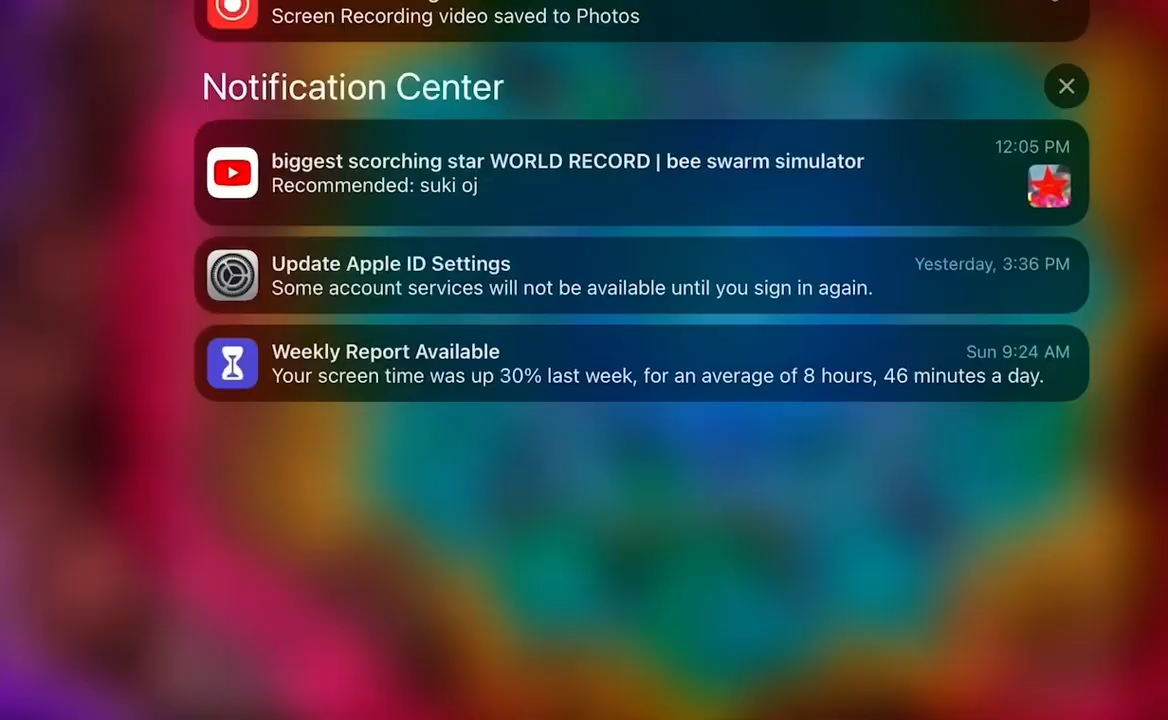 Screen Recording video saved to Photos
Notification Center
12:05 PM
biggest scorching star WORLD RECORD | bee swarm simulator
Recommended: suki oj
Update Apple ID Settings
Yesterday, 3:36 PM
Some account services will not be available until you sign in again.
Weekly Report Available
Sun 9:24 AM
Your screen time was up 30% last week, for an average of 8 hours, 46 minutes a day.